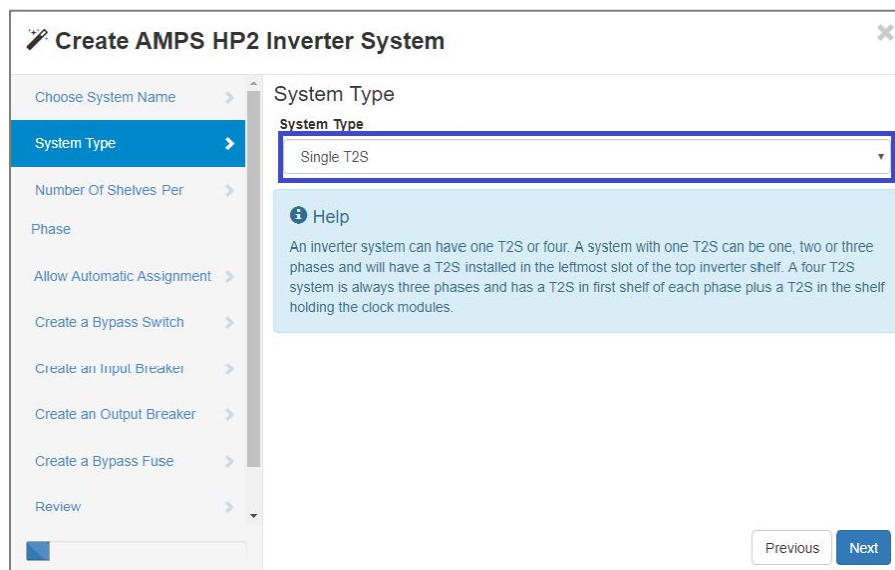 Create AMPS HP2 Inverter System
Choose System Name
System Type
Number Of Shelves Per
Phase
Allow Automatic Assignment
Create a Bypass Switch
Create an Input Breaker
Create an Output Breaker
Create a Bypass Fuse
Review
System Type
System Type
Single T2S
Help
An inverter system can have one T2S or four. A system with one T2S can be one, two or three
phases and will have a T2S installed in the leftmost slot of the top inverter shelf. A four T2S
system is always three phases and has a T2S in first shelf of each phase plus a T2S in the shelf
holding the clock modules.
Previous
Next